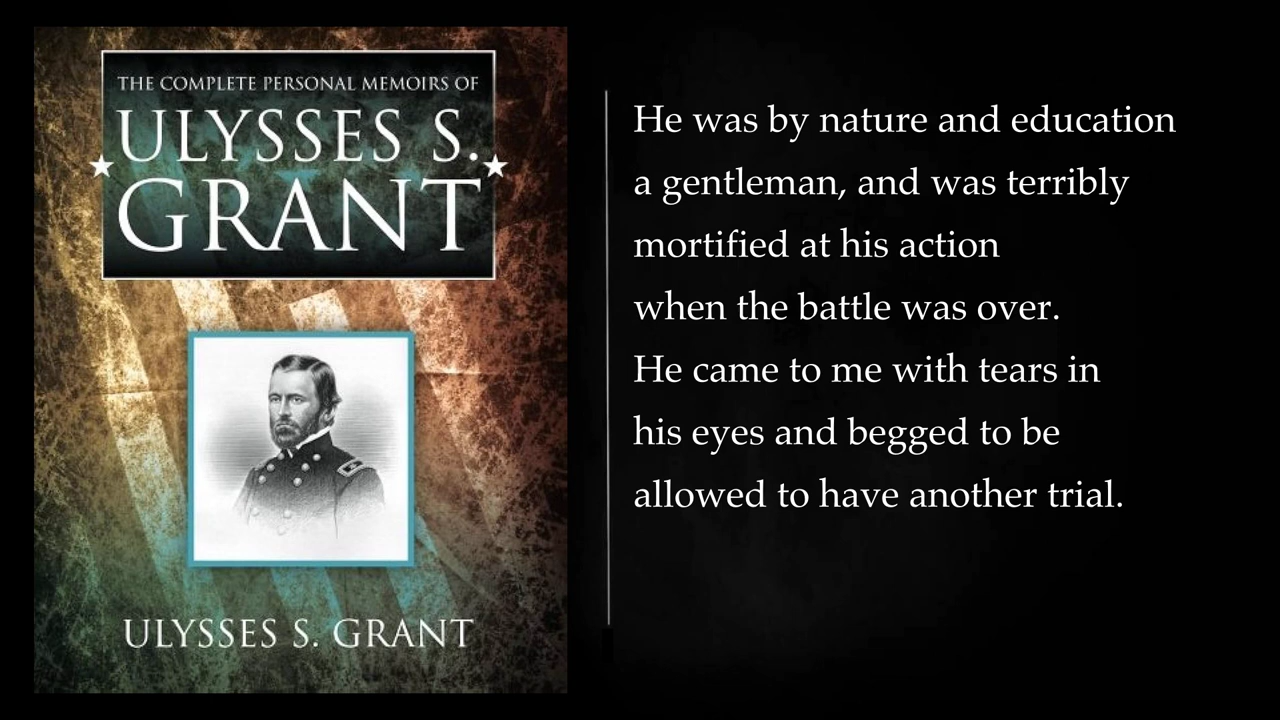 THE COMPLETE PERSONAL MEMOIRS OF
ULYSSES S.
GRANT
ULYSSES S. GRANT
He was by nature and education
a gentleman, and was terribly
mortified at his action
when the battle was over.
He came to me with tears in
his eyes and begged to be
allowed to have another trial.